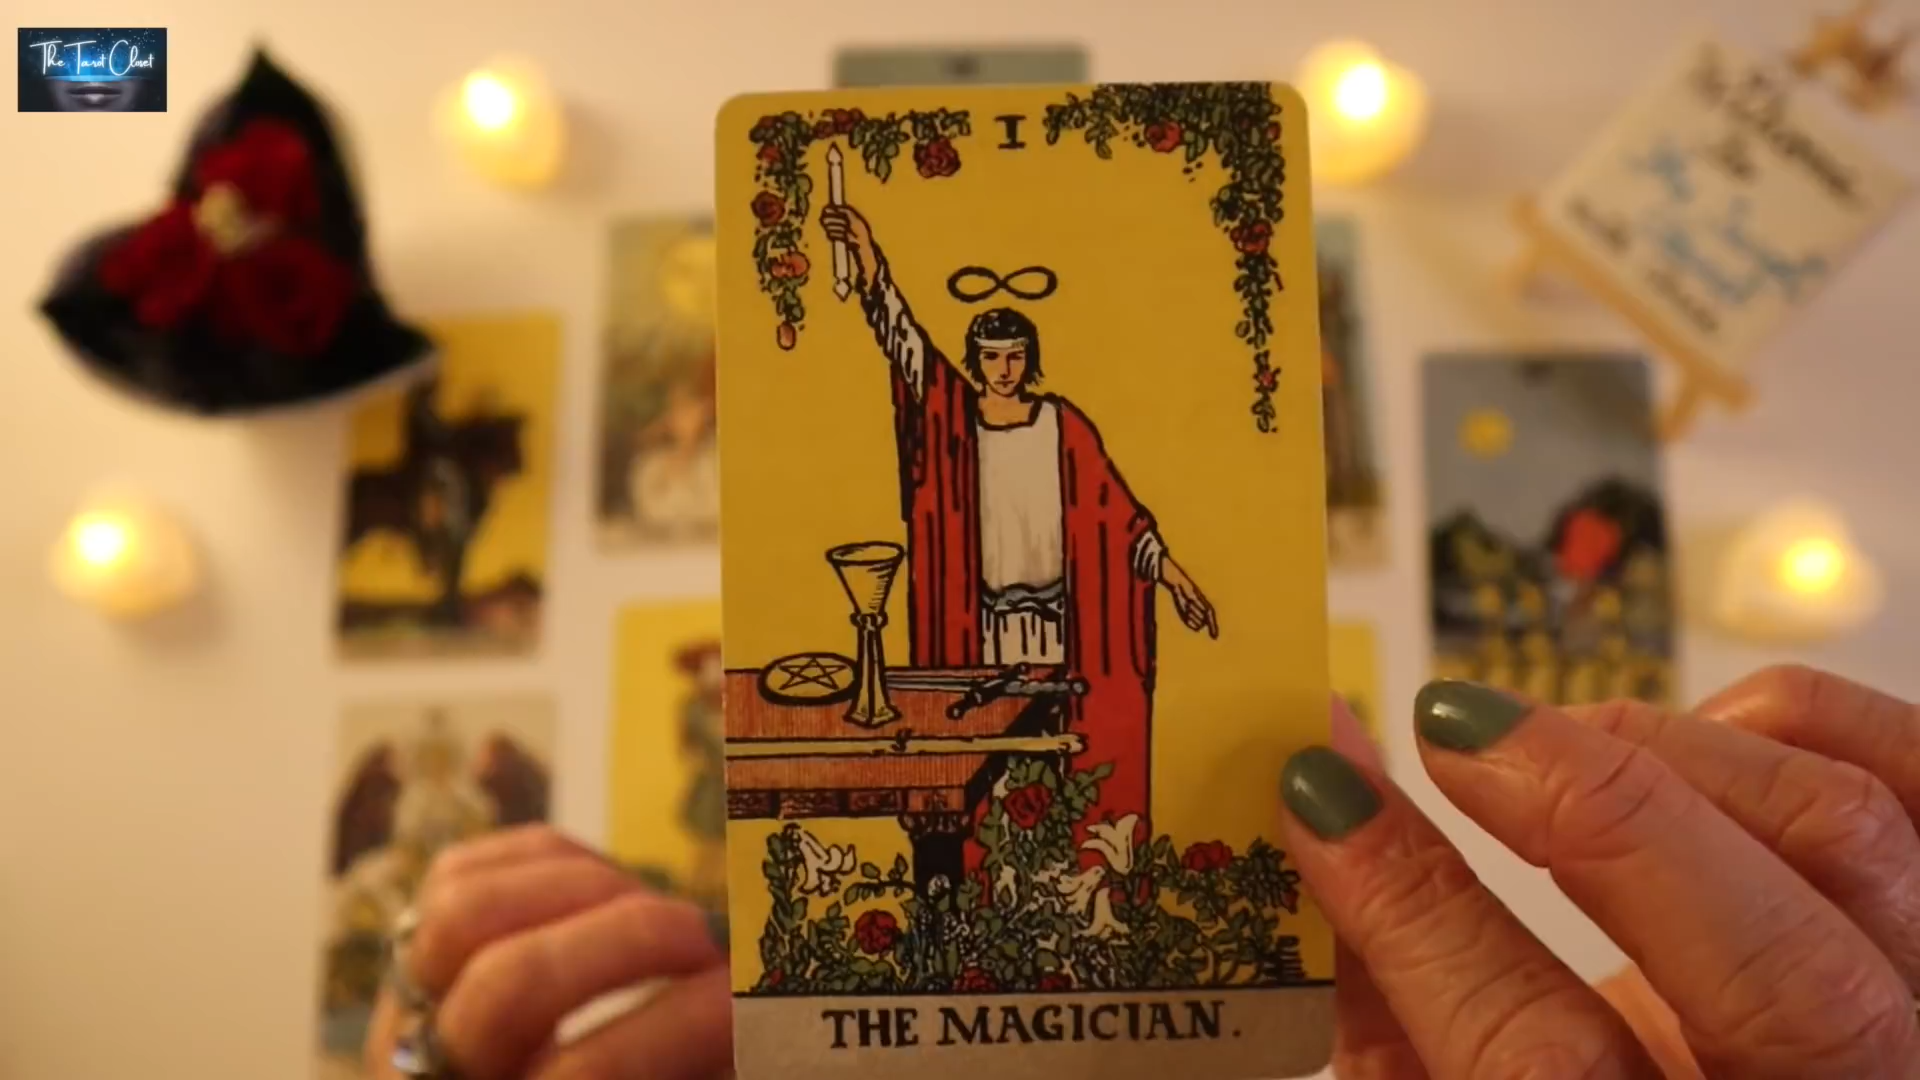 The Tarot Closet
I
THE MAGICIAN.